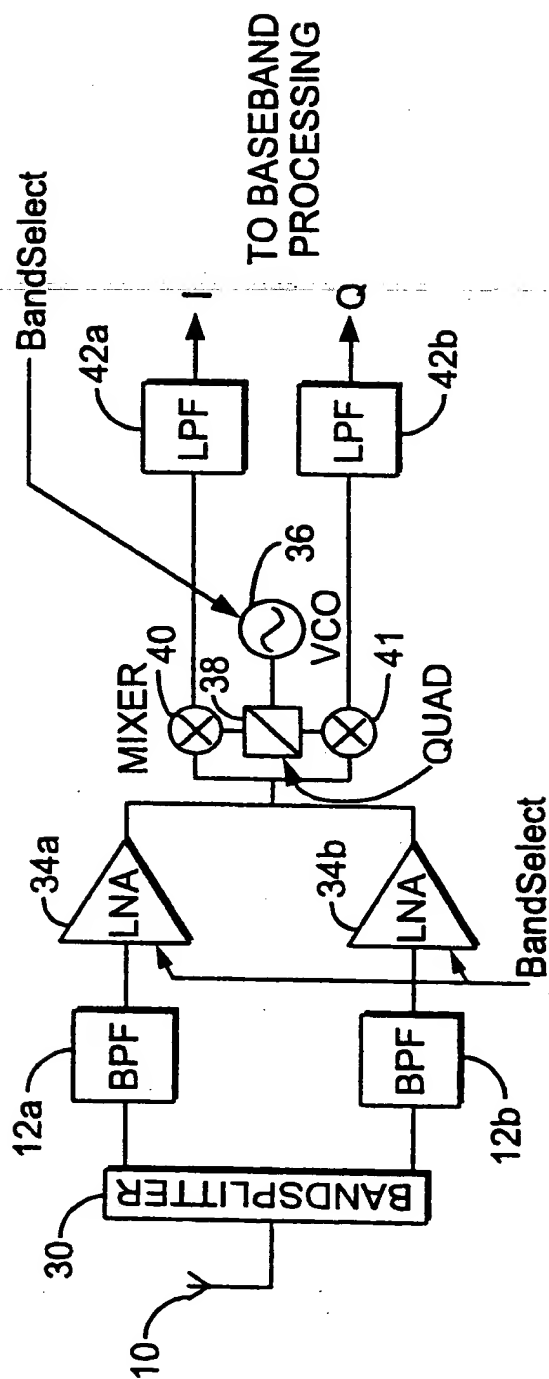 10
30
BANDSPLITTER
12a
BPF
12b
BPF
34a
LNA
34b
LNA
BandSelect
MIXER
40
38
QUAD
41
36
VCO
BandSelect
42a
LPF
42b
LPF
I
Q
TO BASEBAND
PROCESSING